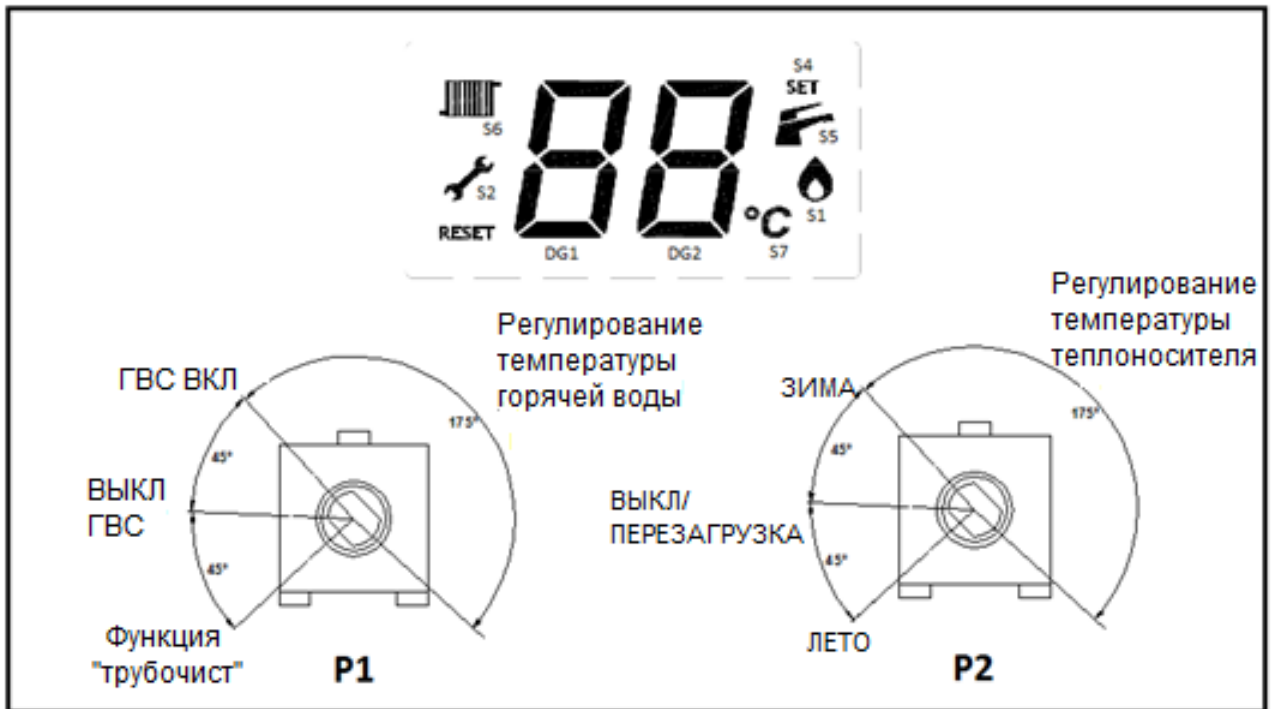 S4
SET
S6
S5
S2
S1
RESET
88
°C
DG1
DG2
S7
Регулирование
температуры
горячей воды
ГВС ВКЛ
175°
45°
ВЫКЛ
ГВС
45°
Функция
"трубочист"
P1
Регулирование
температуры
теплоносителя
ЗИМА
175°
45°
ВЫКЛ/
ПЕРЕЗАГРУЗКА
45°
ЛЕТО
P2